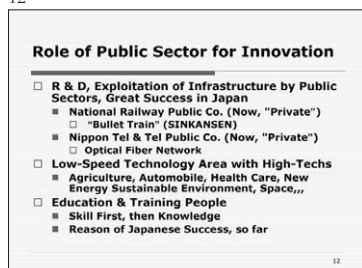 12
Role of Public Sector for Innovation
R & D, Exploitation of Infrastructure by Public
Sectors, Great Success in Japan
National Railway Public Co. (Now, "Private")
"Bullet Train" (SINKANSEN)
Nippon Tel & Tel Public Co. (Now, "Private")
Optical Fiber Network
Low-Speed Technology Area with High-Techs
Agriculture, Automobile, Health Care, New
Energy Sustainable Environment, Space,,,
Education & Training People
Skill First, then Knowledge
Reason of Japanese Success, so far
12